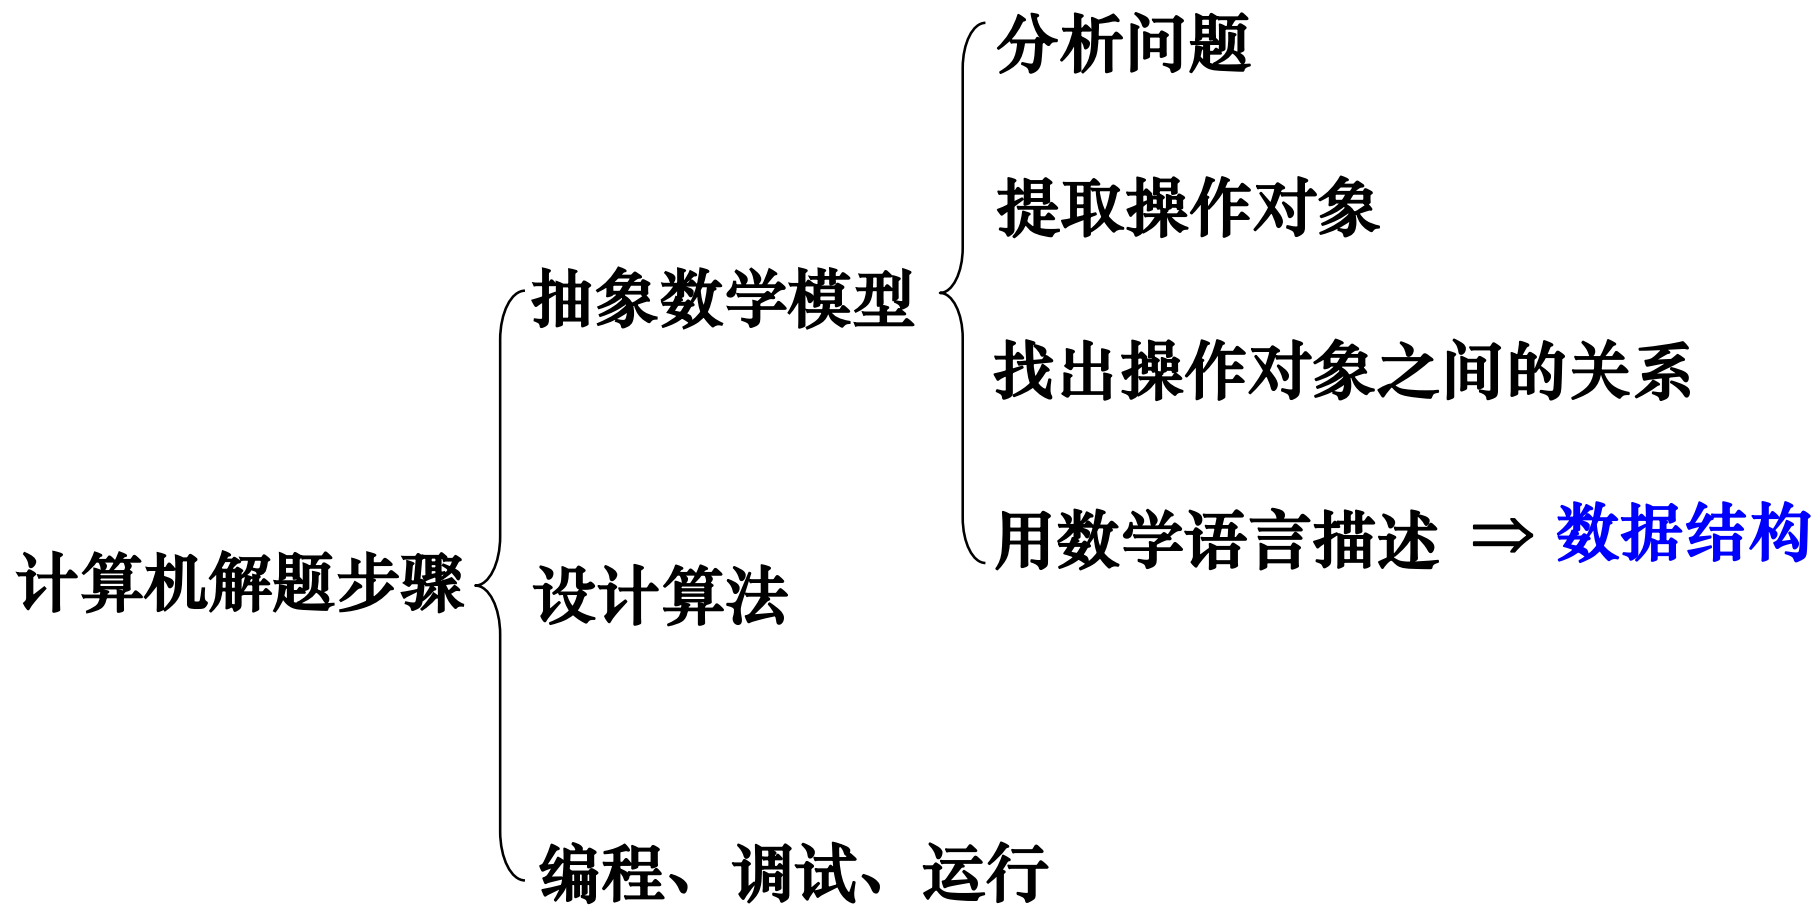 计算机解题步骤
抽象数学模型
分析问题
提取操作对象
找出操作对象之间的关系
用数学语言描述 ⇒ 数据结构
设计算法
编程、调试、运行